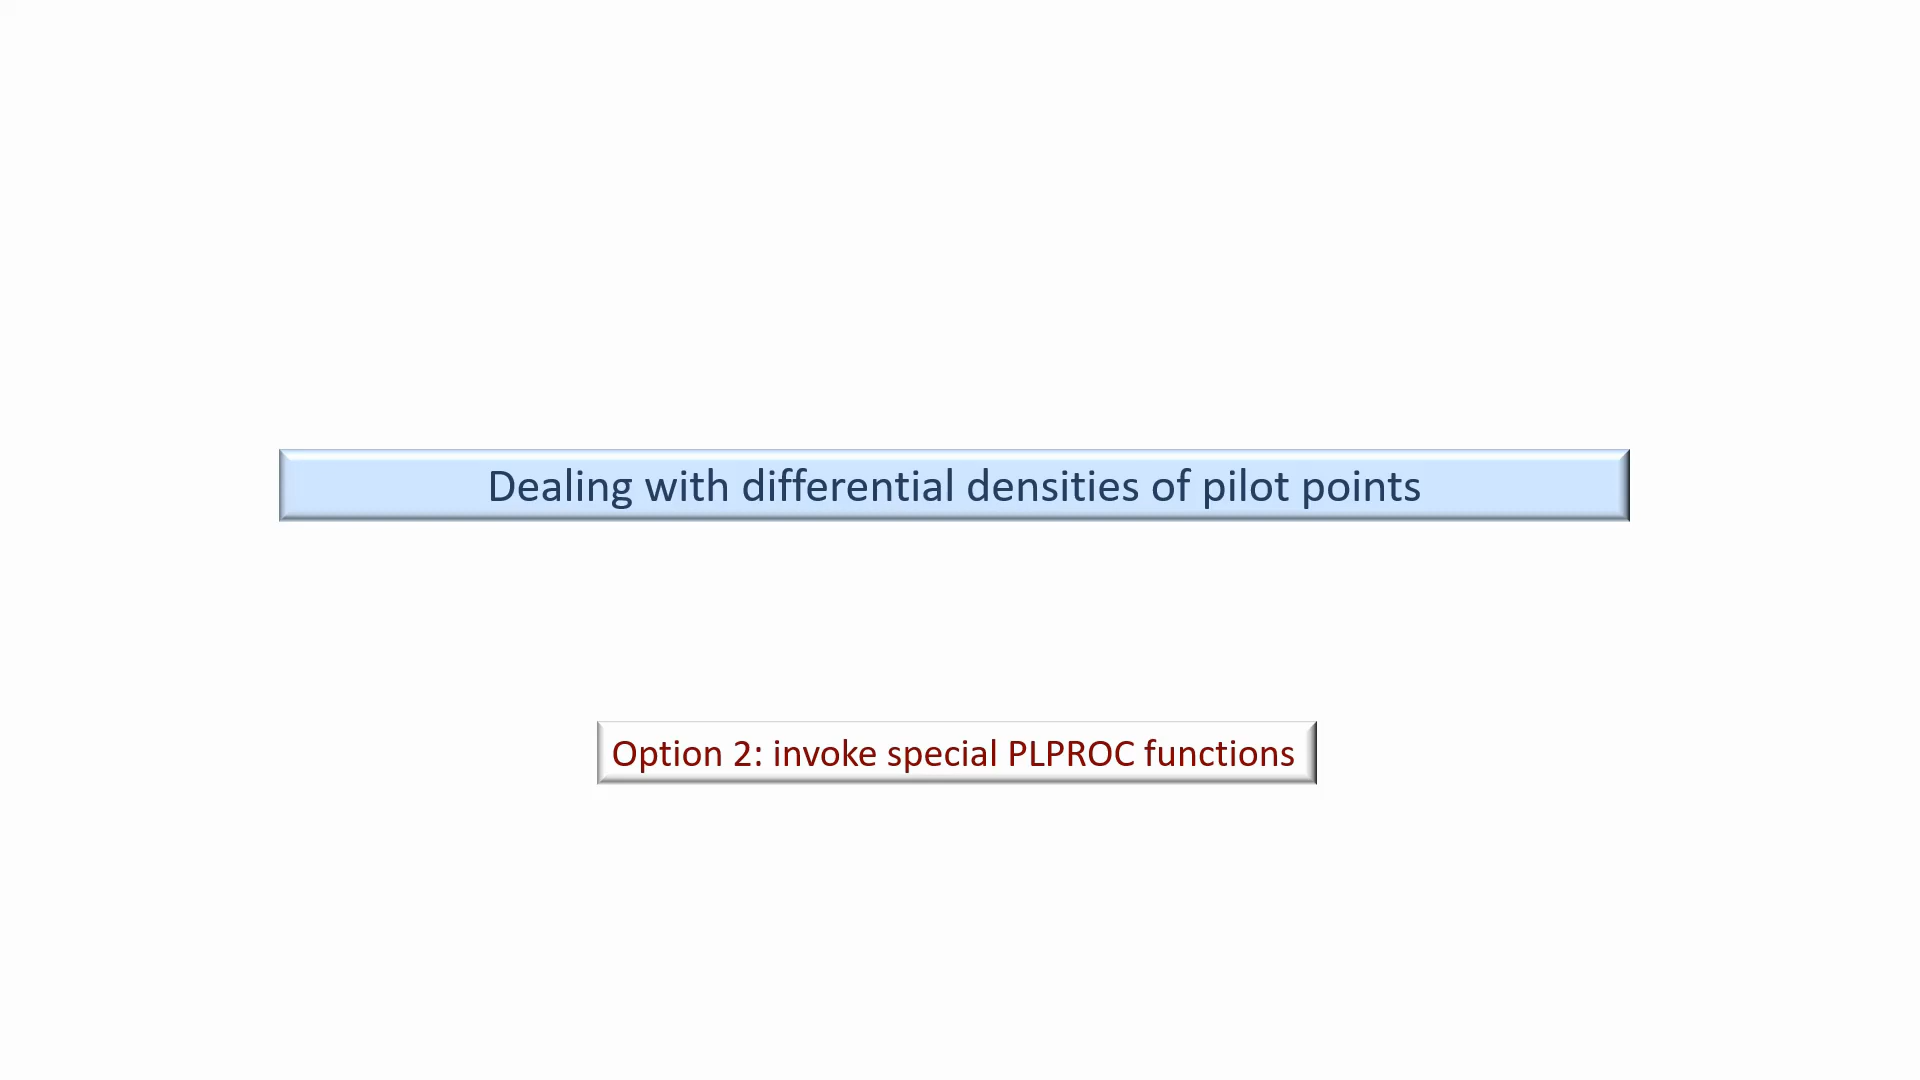 Dealing with differential densities of pilot points
Option 2: invoke special PLPROC functions